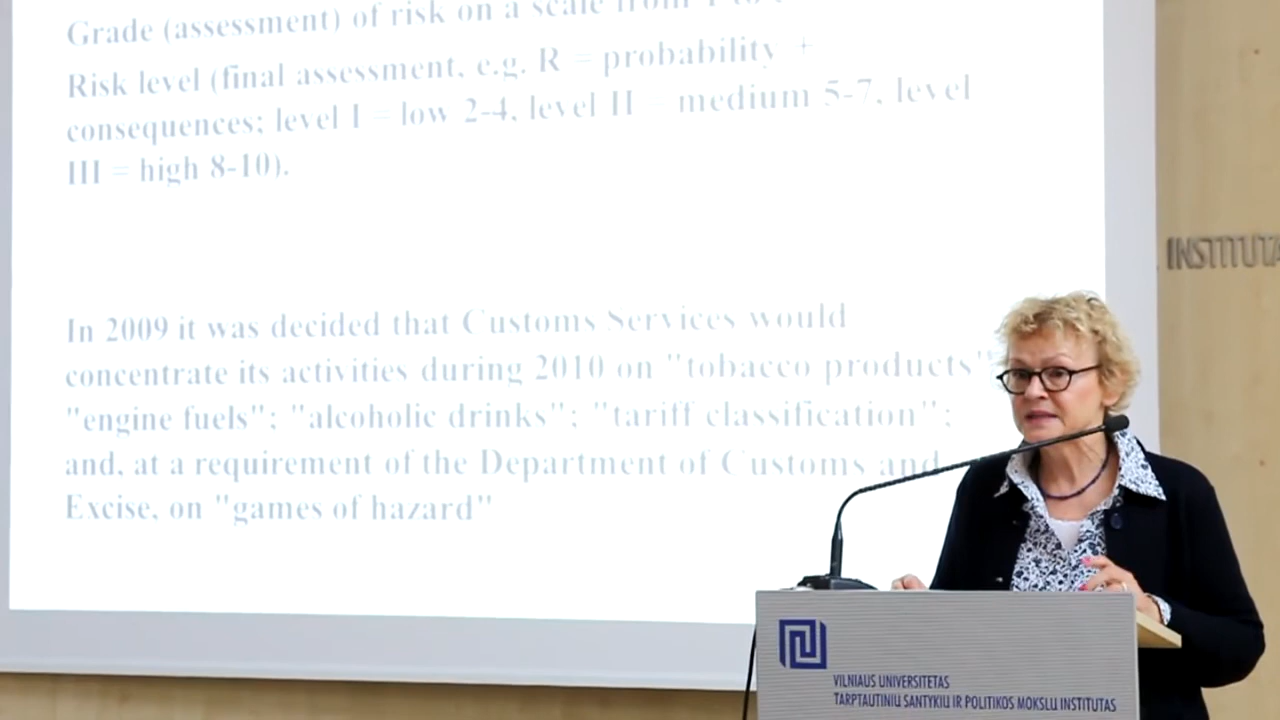 Grade (assessment) of risk on a scale from 1 to
Risk level (final assessment, e.g. R = probability +
consequences; level I = low 2-4, level II = medium 5-7, level
III = high 8-10).
In 2009 it was decided that Customs Services would
concentrate its activities during 2010 on "tobacco products"
"engine fuels"; "alcoholic drinks"; "tariff classification";
and, at a requirement of the Department of Customs and
Excise, on "games of hazard"
INSTITUTA
VILNIAUS UNIVERSITETAS
TARPTAUTINIŲ SANTYKIŲ IR POLITIKOS MOKSLŲ INSTITUTAS